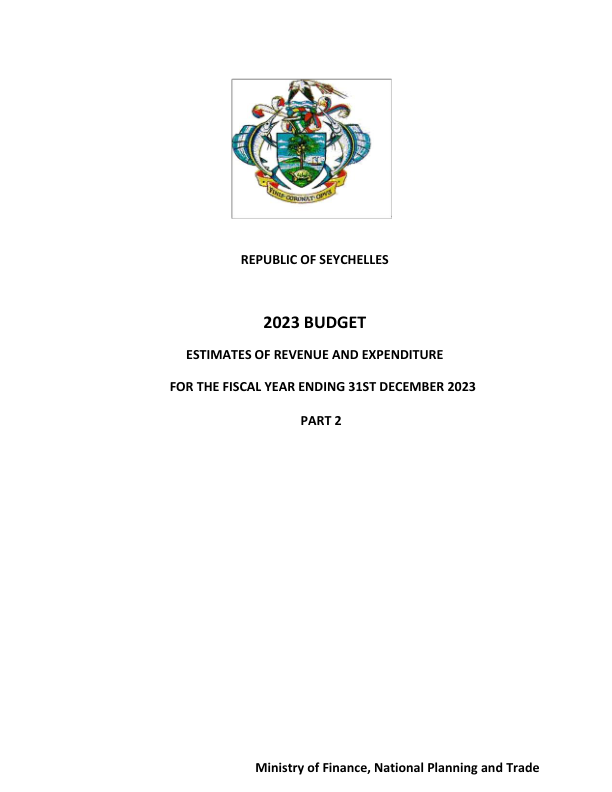 FINIS CORONAT OPUS
REPUBLIC OF SEYCHELLES
2023 BUDGET
ESTIMATES OF REVENUE AND EXPENDITURE
FOR THE FISCAL YEAR ENDING 31ST DECEMBER 2023
PART 2
Ministry of Finance, National Planning and Trade